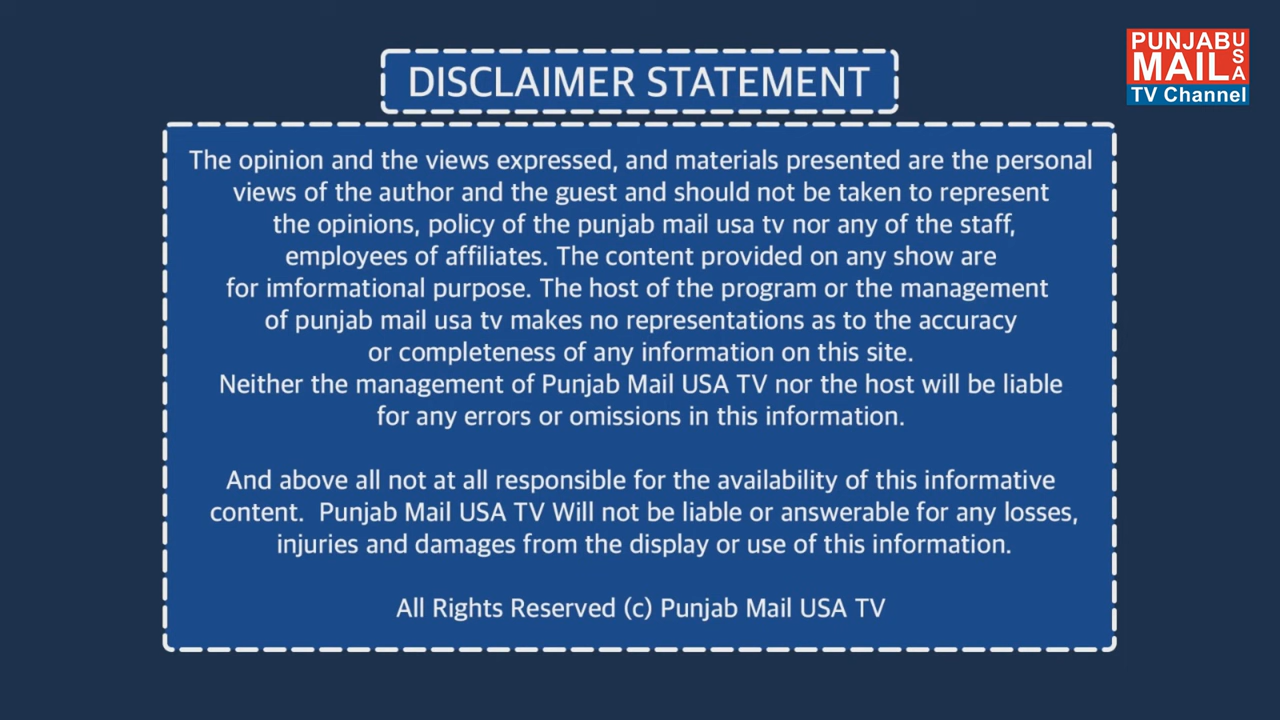 PUNJAB USA
MAIL
TV Channel
DISCLAIMER STATEMENT
The opinion and the views expressed, and materials presented are the personal
views of the author and the guest and should not be taken to represent
the opinions, policy of the punjab mail usa tv nor any of the staff,
employees of affiliates. The content provided on any show are
for imformational purpose. The host of the program or the management
of punjab mail usa tv makes no representations as to the accuracy
or completeness of any information on this site.
Neither the management of Punjab Mail USA TV nor the host will be liable
for any errors or omissions in this information.
And above all not at all responsible for the availability of this informative
content.  Punjab Mail USA TV Will not be liable or answerable for any losses,
injuries and damages from the display or use of this information.
All Rights Reserved (c) Punjab Mail USA TV